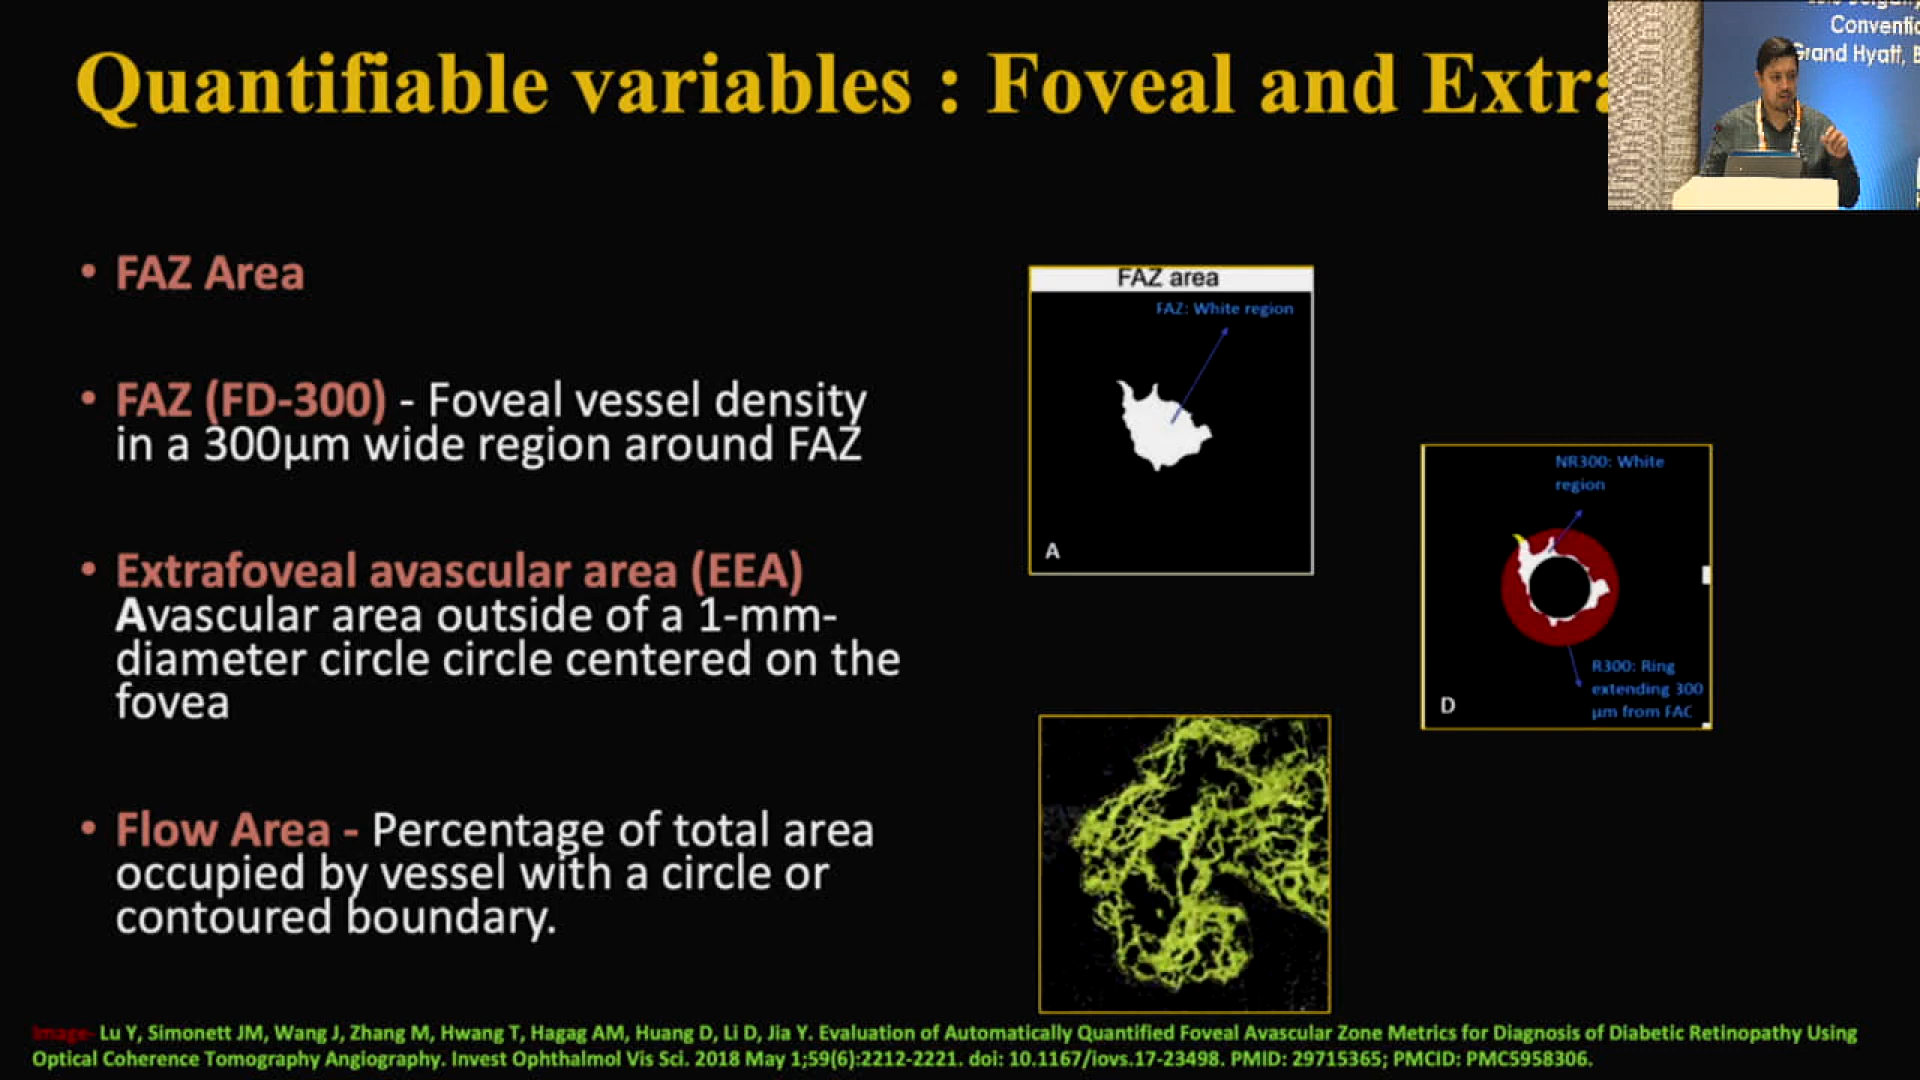 Quantifiable variables : Foveal and Extra
Conventio
Grand Hyatt, B
• FAZ Area
• FAZ (FD-300) - Foveal vessel density
in a 300µm wide region around FAZ
• Extrafoveal avascular area (EEA)
Avascular area outside of a 1-mm-
diameter circle circle centered on the
fovea
• Flow Area - Percentage of total area
occupied by vessel with a circle or
contoured boundary.
FAZ area
FAZ: White region
A
NR300: White
region
R300: Ring
extending 300
µm from FAC
D
Image- Lu Y, Simonett JM, Wang J, Zhang M, Hwang T, Hagag AM, Huang D, Li D, Jia Y. Evaluation of Automatically Quantified Foveal Avascular Zone Metrics for Diagnosis of Diabetic Retinopathy Using
Optical Coherence Tomography Angiography. Invest Ophthalmol Vis Sci. 2018 May 1;59(6):2212-2221. doi: 10.1167/iovs.17-23498. PMID: 29715365; PMCID: PMC5958306.